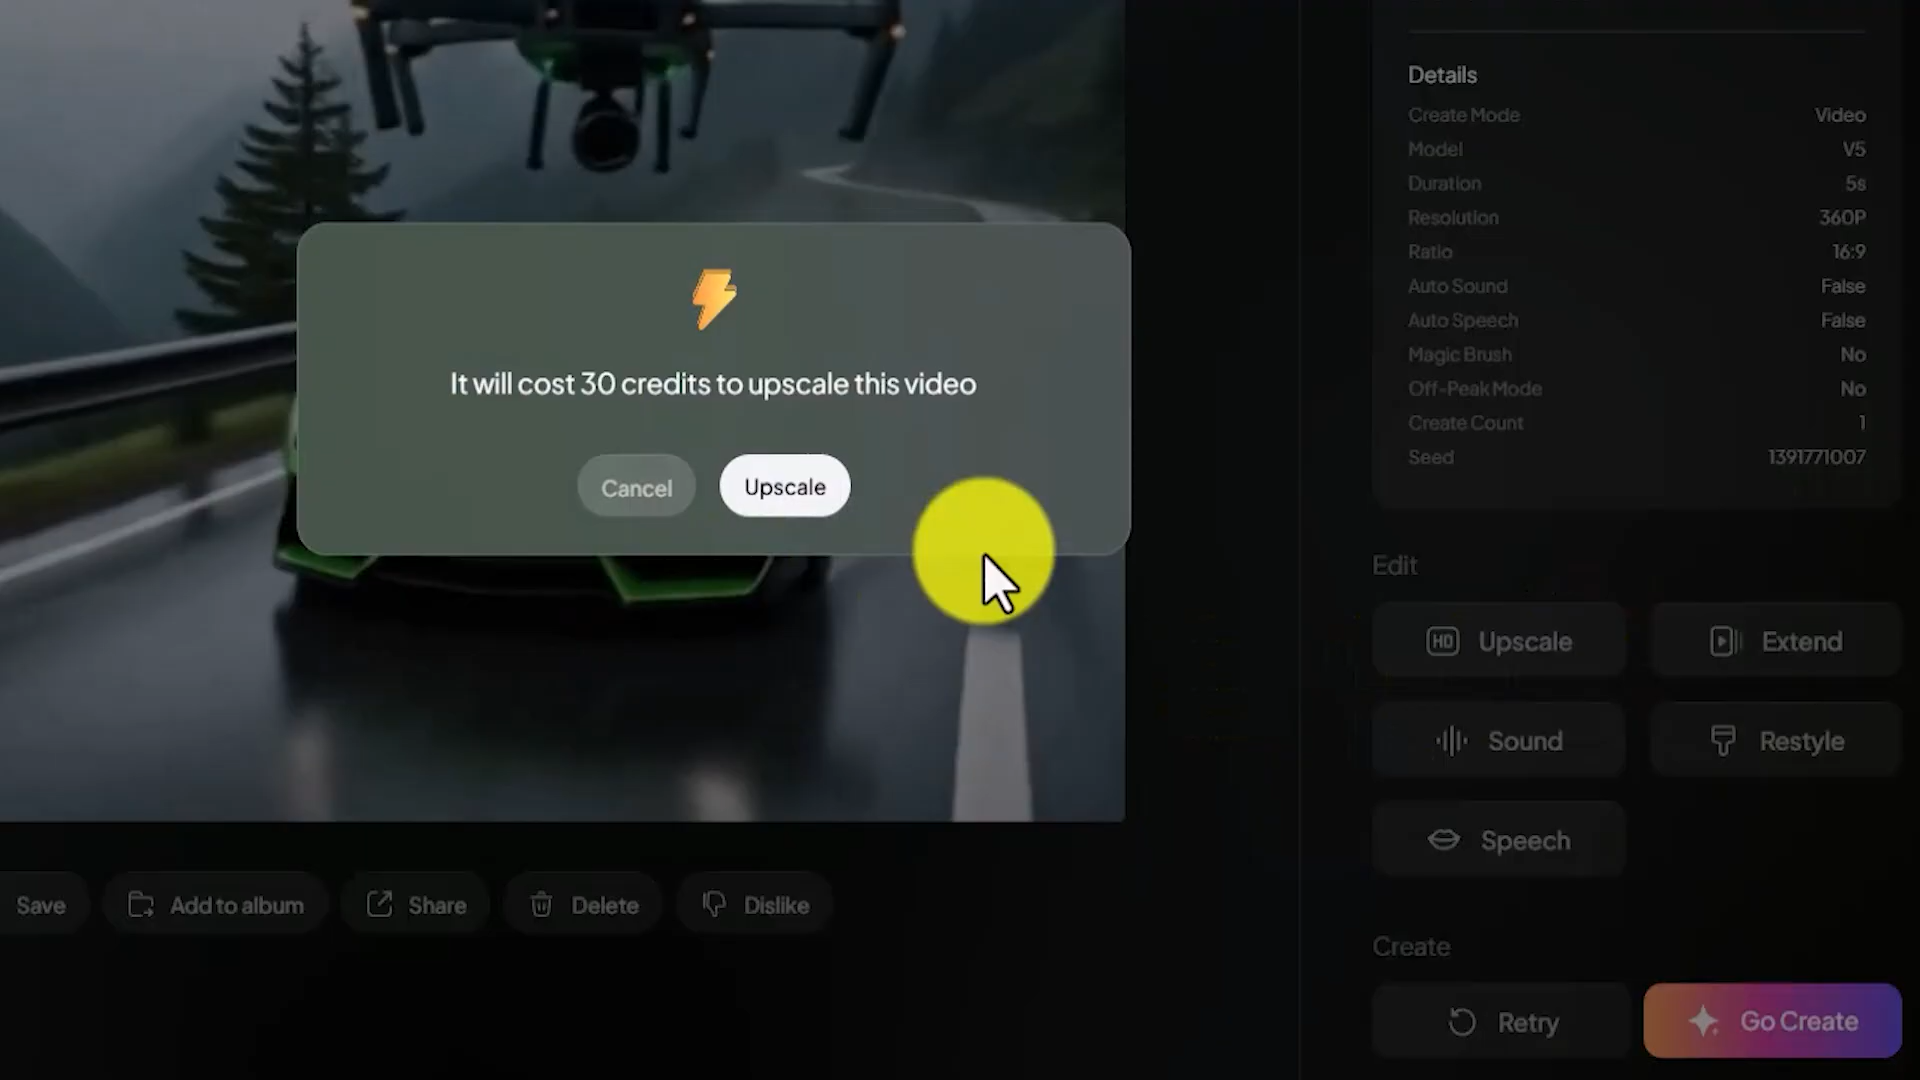 Details
Create Mode Video
Model V5
Duration 5s
Resolution 360P
Ratio 16:9
Auto Sound False
Auto Speech False
Magic Brush No
Off-Peak Mode No
Create Count 1
Seed 1391771007
It will cost 30 credits to upscale this video
Cancel Upscale
Edit
HD Upscale Extend
Sound Restyle
Speech
Save Add to album Share Delete Dislike
Create
Retry Go Create